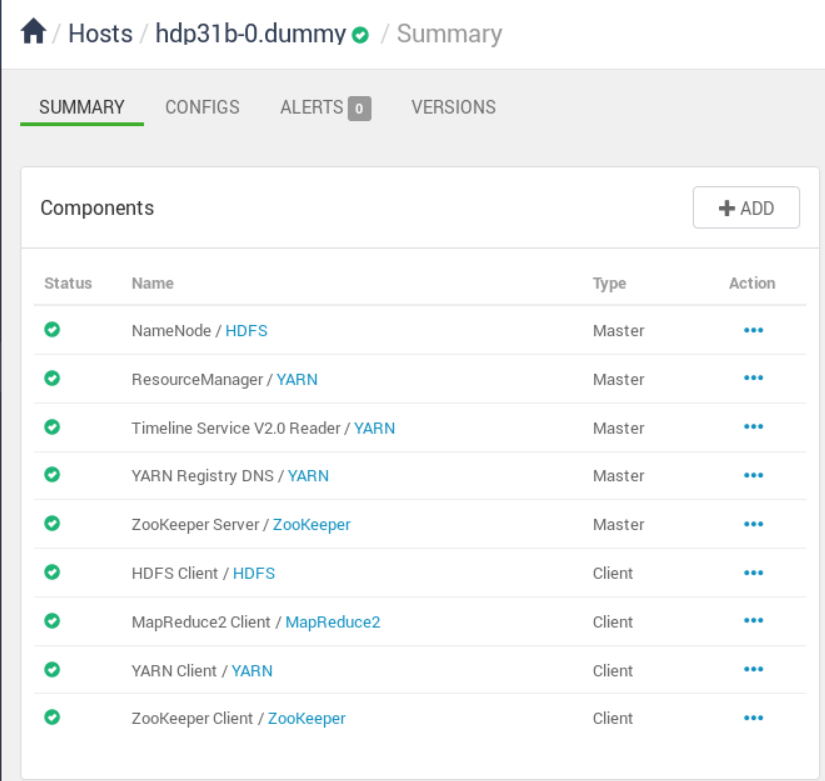 / Hosts / hdp31b-0.dummy / Summary
SUMMARY CONFIGS ALERTS 0 VERSIONS
Components + ADD
Status Name Type Action
NameNode / HDFS Master •••
ResourceManager / YARN Master •••
Timeline Service V2.0 Reader / YARN Master •••
YARN Registry DNS / YARN Master •••
ZooKeeper Server / ZooKeeper Master •••
HDFS Client / HDFS Client •••
MapReduce2 Client / MapReduce2 Client •••
YARN Client / YARN Client •••
ZooKeeper Client / ZooKeeper Client •••